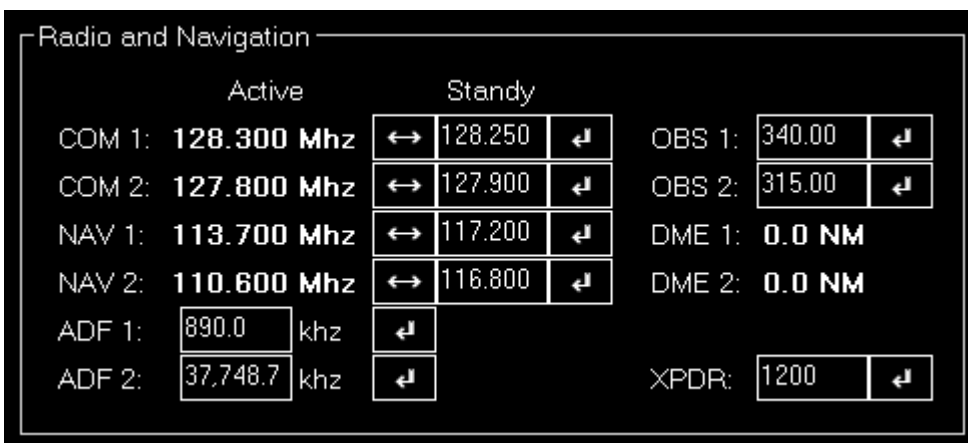 Radio and Navigation
Active Standy
COM 1: 128.300 Mhz 128.250 OBS 1: 340.00
COM 2: 127.800 Mhz 127.900 OBS 2: 315.00
NAV 1: 113.700 Mhz 117.200 DME 1: 0.0 NM
NAV 2: 110.600 Mhz 116.800 DME 2: 0.0 NM
ADF 1: 890.0 khz
ADF 2: 37,748.7 khz XPDR: 1200